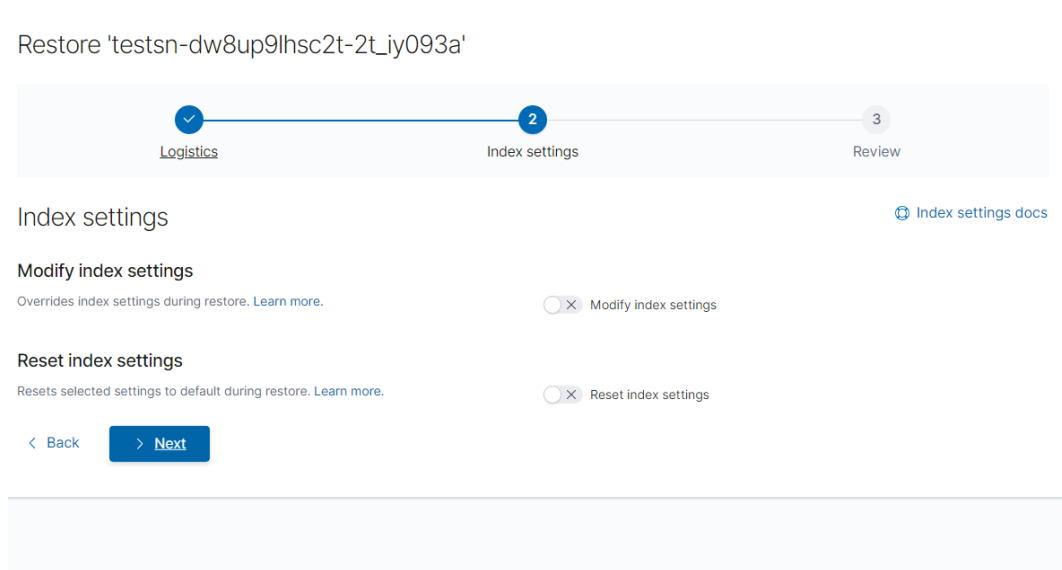 Restore 'testsn-dw8up9lhsc2t-2t_iy093a'
2
3
Logistics
Index settings
Review
Index settings
Index settings docs
Modify index settings
Overrides index settings during restore. Learn more.
Modify index settings
Reset index settings
Resets selected settings to default during restore. Learn more.
Reset index settings
Back
Next